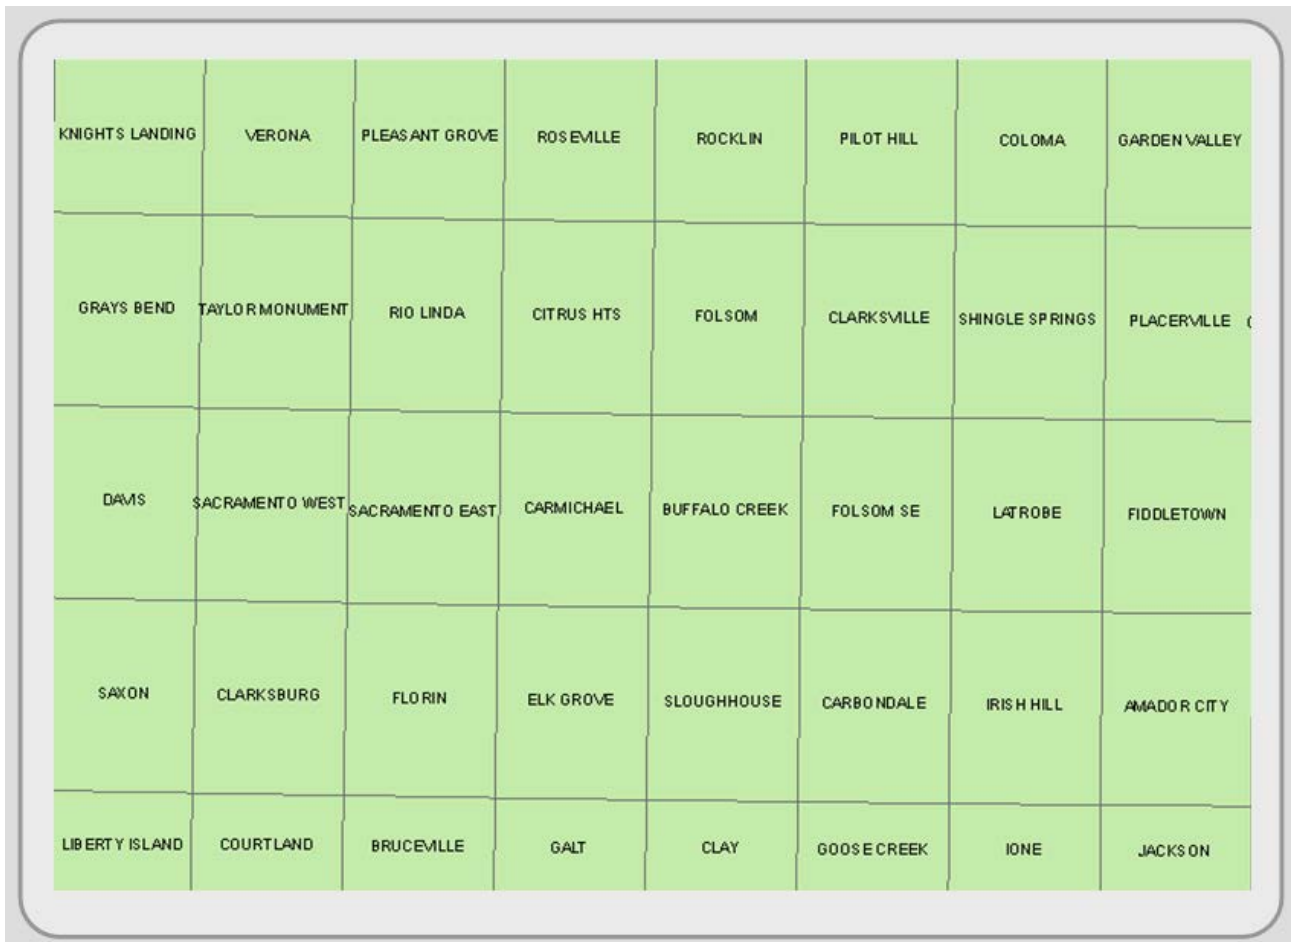 KNIGHTS LANDING VERONA PLEASANT GROVE ROSEVILLE ROCKLIN PILOT HILL COLOMA GARDEN VALLEY
GRAYS BEND TAYLOR MONUMENT RIO LINDA CITRUS HTS FOLSOM CLARKSVILLE SHINGLE SPRINGS PLACERVILLE
DAVIS SACRAMENTO WEST SACRAMENTO EAST CARMICHAEL BUFFALO CREEK FOLSOM SE LATROBE FIDDLETOWN
SAXON CLARKSBURG FLORIN ELK GROVE SLOUGHHOUSE CARBONDALE IRISH HILL AMADOR CITY
LIBERTY ISLAND COURTLAND BRUCEVILLE GALT CLAY GOOSE CREEK IONE JACKSON